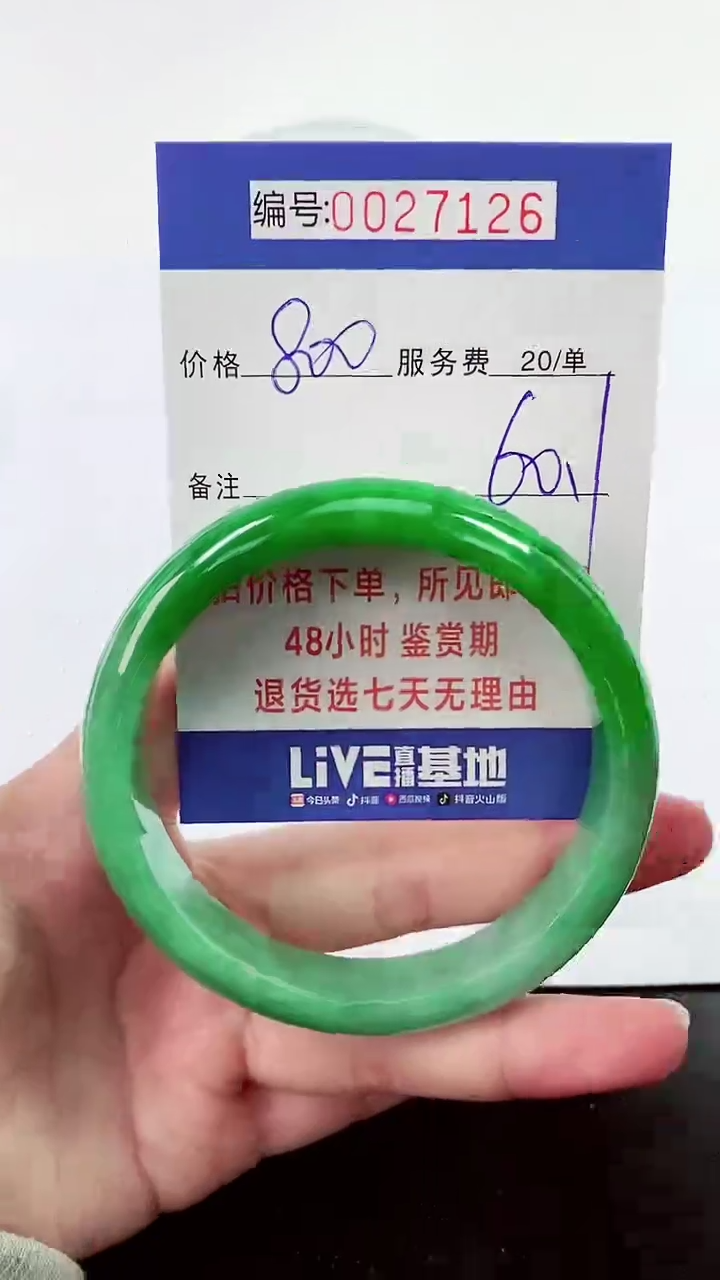 编号:0027126
价格 800 服务费 20/单
备注 60.1
价格下单，所见即
48小时 鉴赏期
退货选七天无理由
LiVE直播基地
今日头条 抖音 西瓜视频 抖音火山版